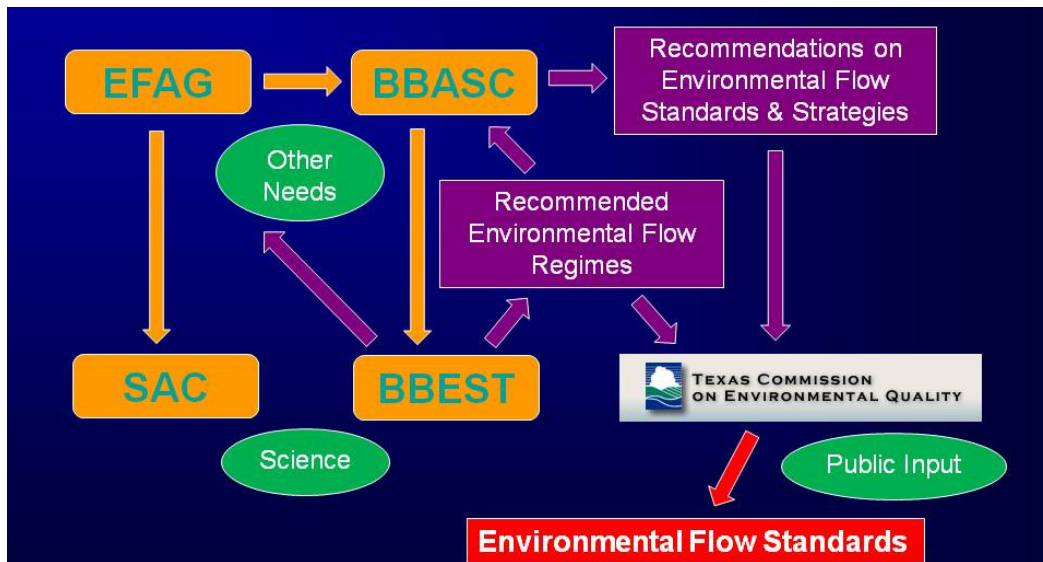 EFAG
BBASC
Recommendations on
Environmental Flow
Standards & Strategies
Other
Needs
Recommended
Environmental Flow
Regimes
SAC
BBEST
TEXAS COMMISSION
ON ENVIRONMENTAL QUALITY
Science
Public Input
Environmental Flow Standards